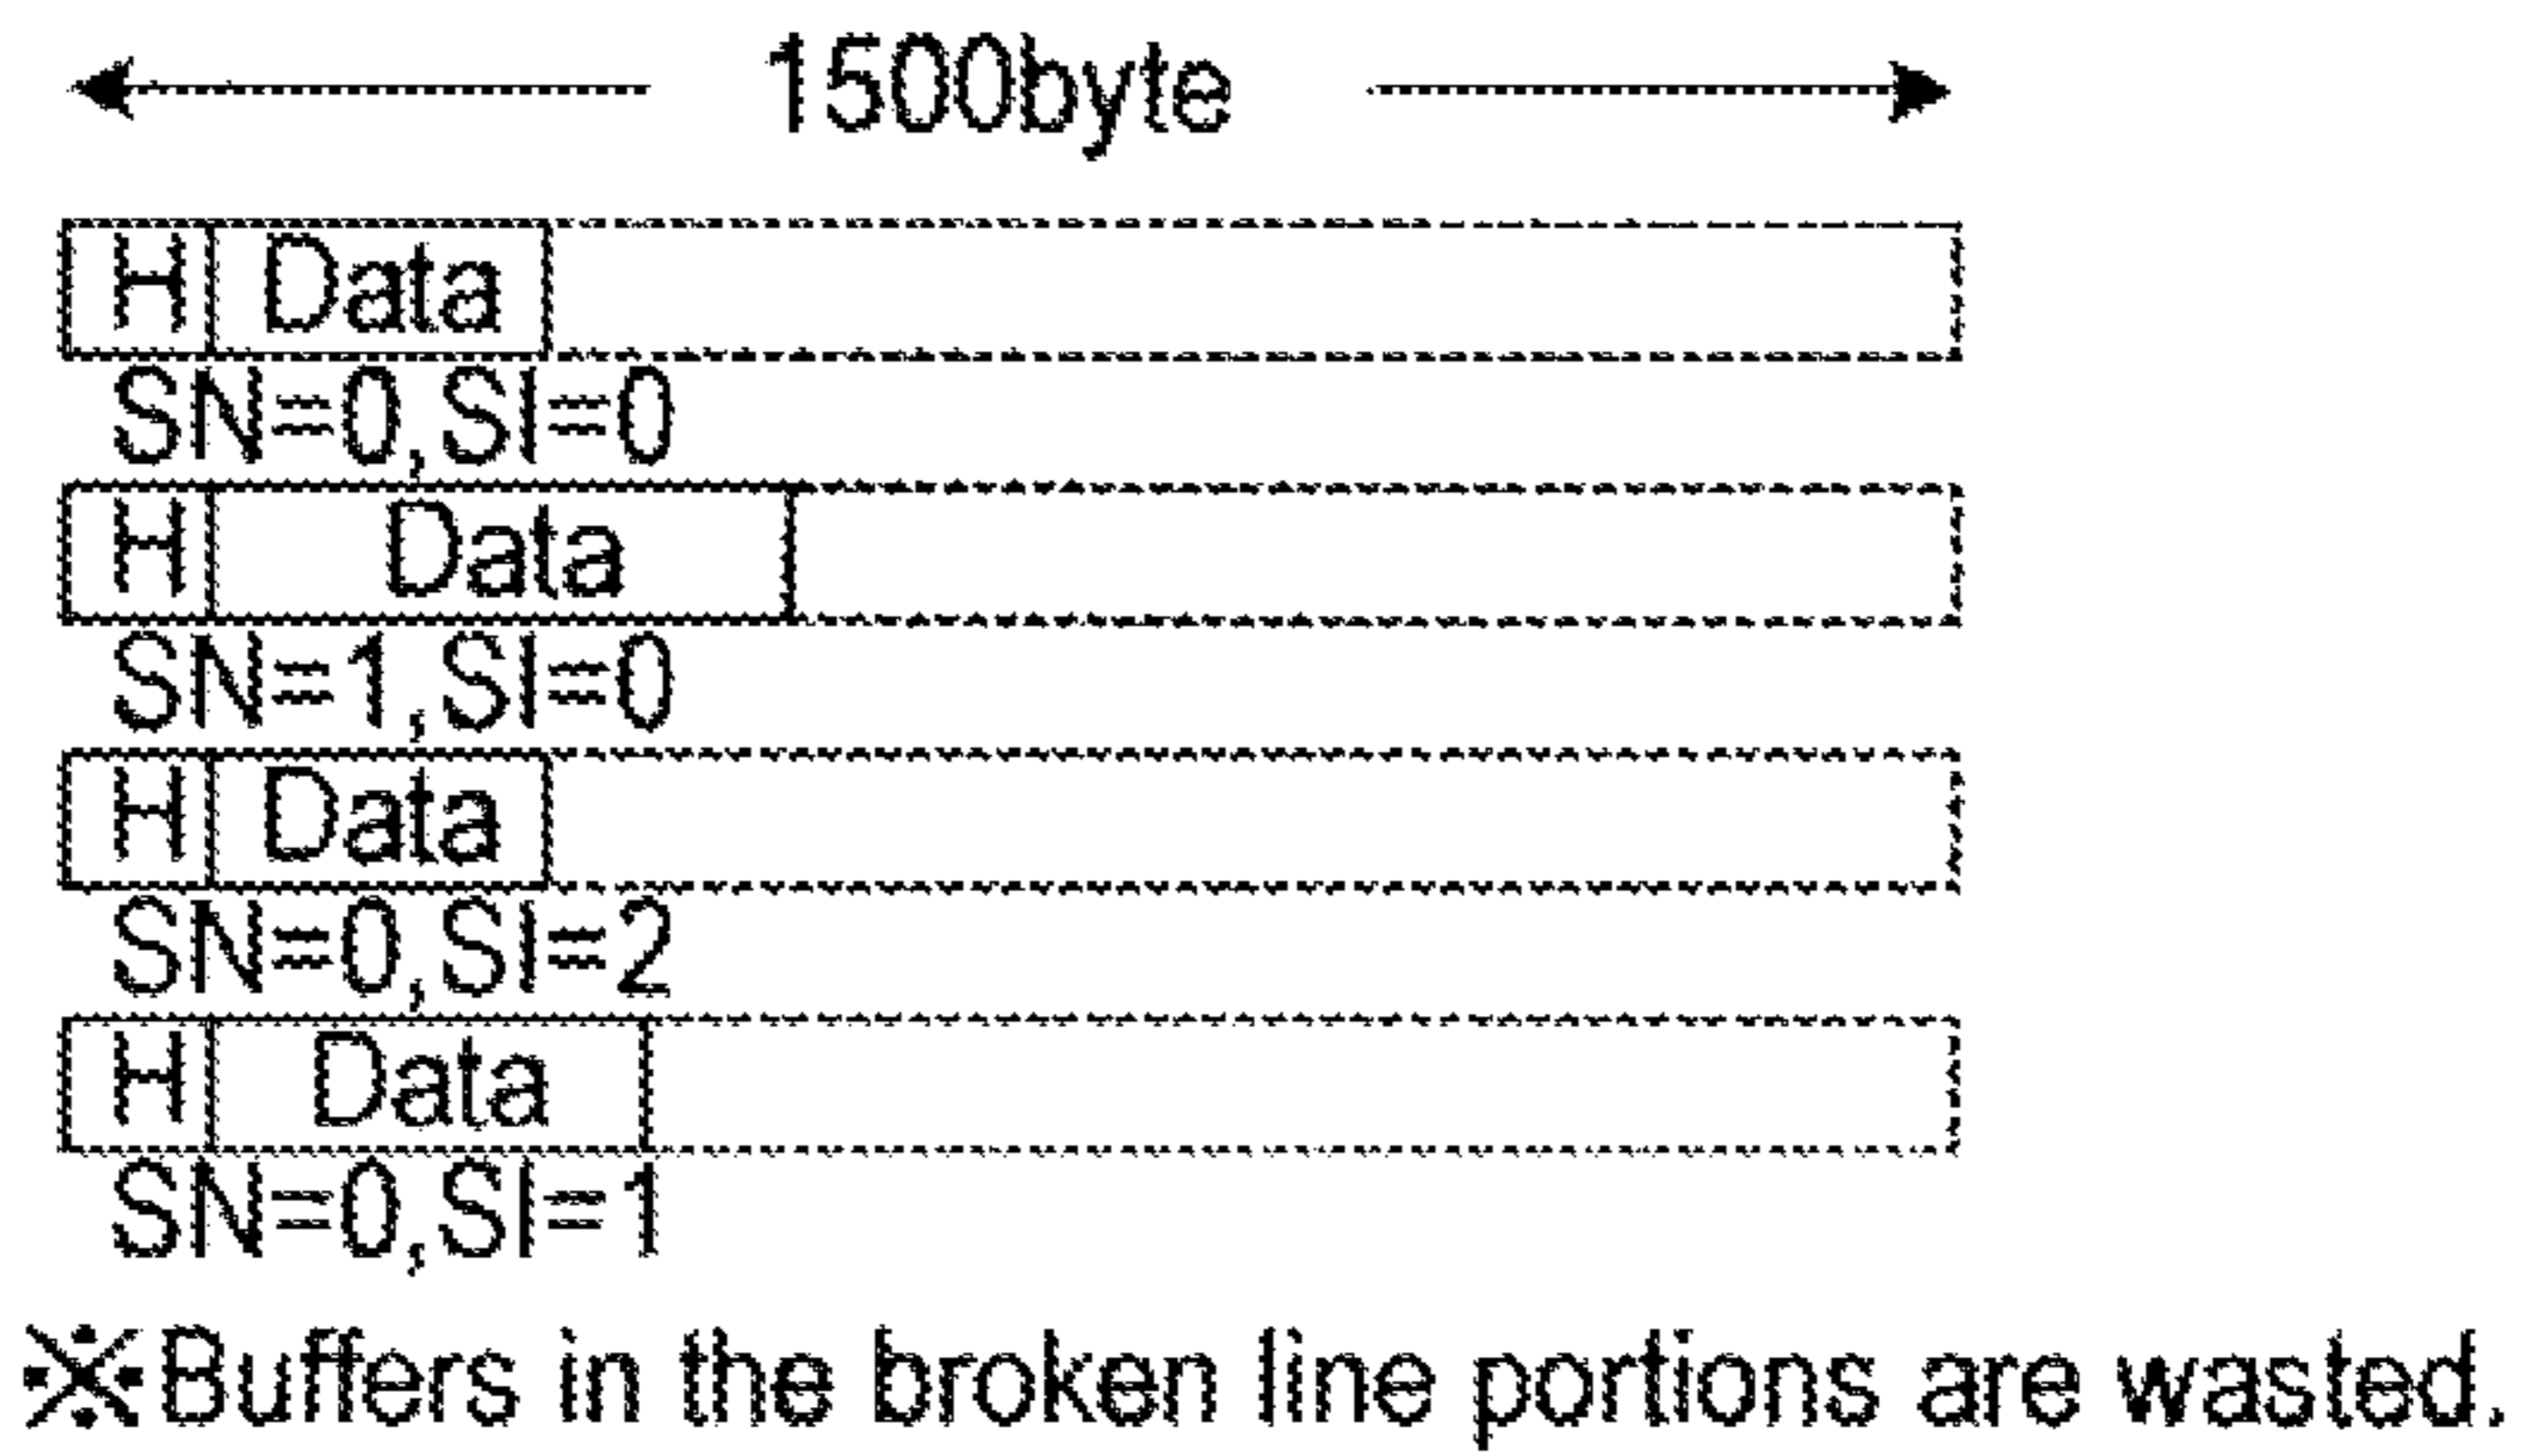 1500byte
H Data
SN=0,SI=0
H Data
SN=1,SI=0
H Data
SN=0,SI=2
H Data
SN=0,SI=1
※Buffers in the broken line portions are wasted.